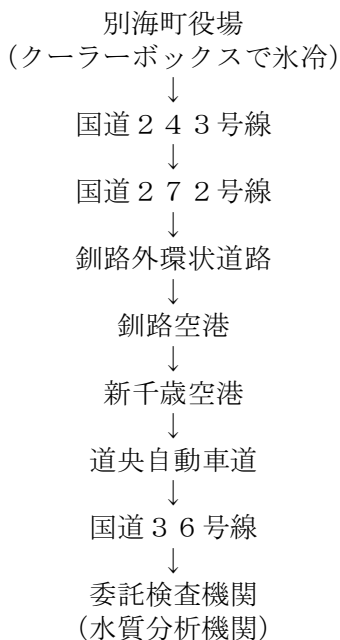 別海町役場
（クーラーボックスで氷冷）
↓
国道２４３号線
↓
国道２７２号線
↓
釧路外環状道路
↓
釧路空港
↓
新千歳空港
↓
道央自動車道
↓
国道３６号線
↓
委託検査機関
（水質分析機関）